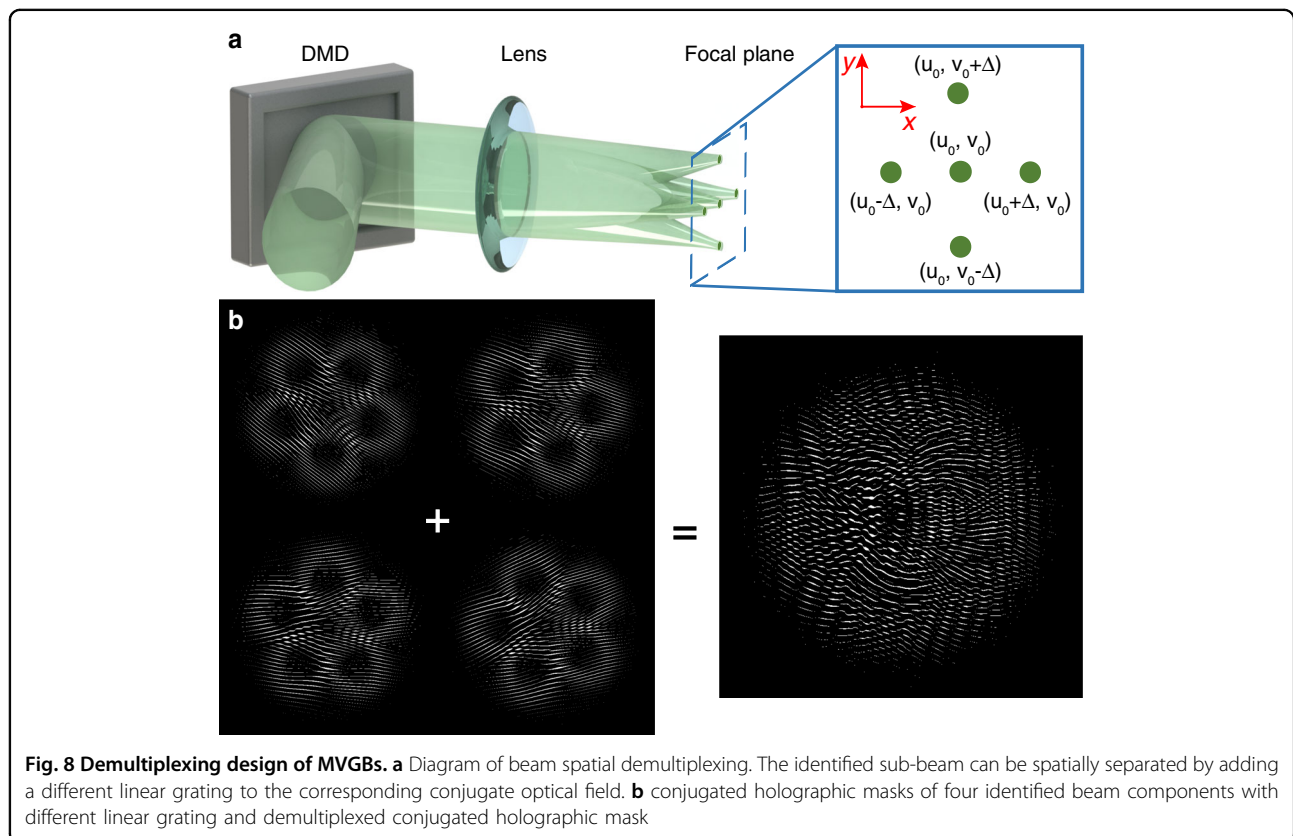 a
DMD
Lens
Focal plane
y
x
(u₀, v₀+Δ)
(u₀, v₀)
(u₀-Δ, v₀)
(u₀+Δ, v₀)
(u₀, v₀-Δ)
b
+
=
Fig. 8 Demultiplexing design of MVGBs. a Diagram of beam spatial demultiplexing. The identified sub-beam can be spatially separated by adding
a different linear grating to the corresponding conjugate optical field. b conjugated holographic masks of four identified beam components with
different linear grating and demultiplexed conjugated holographic mask